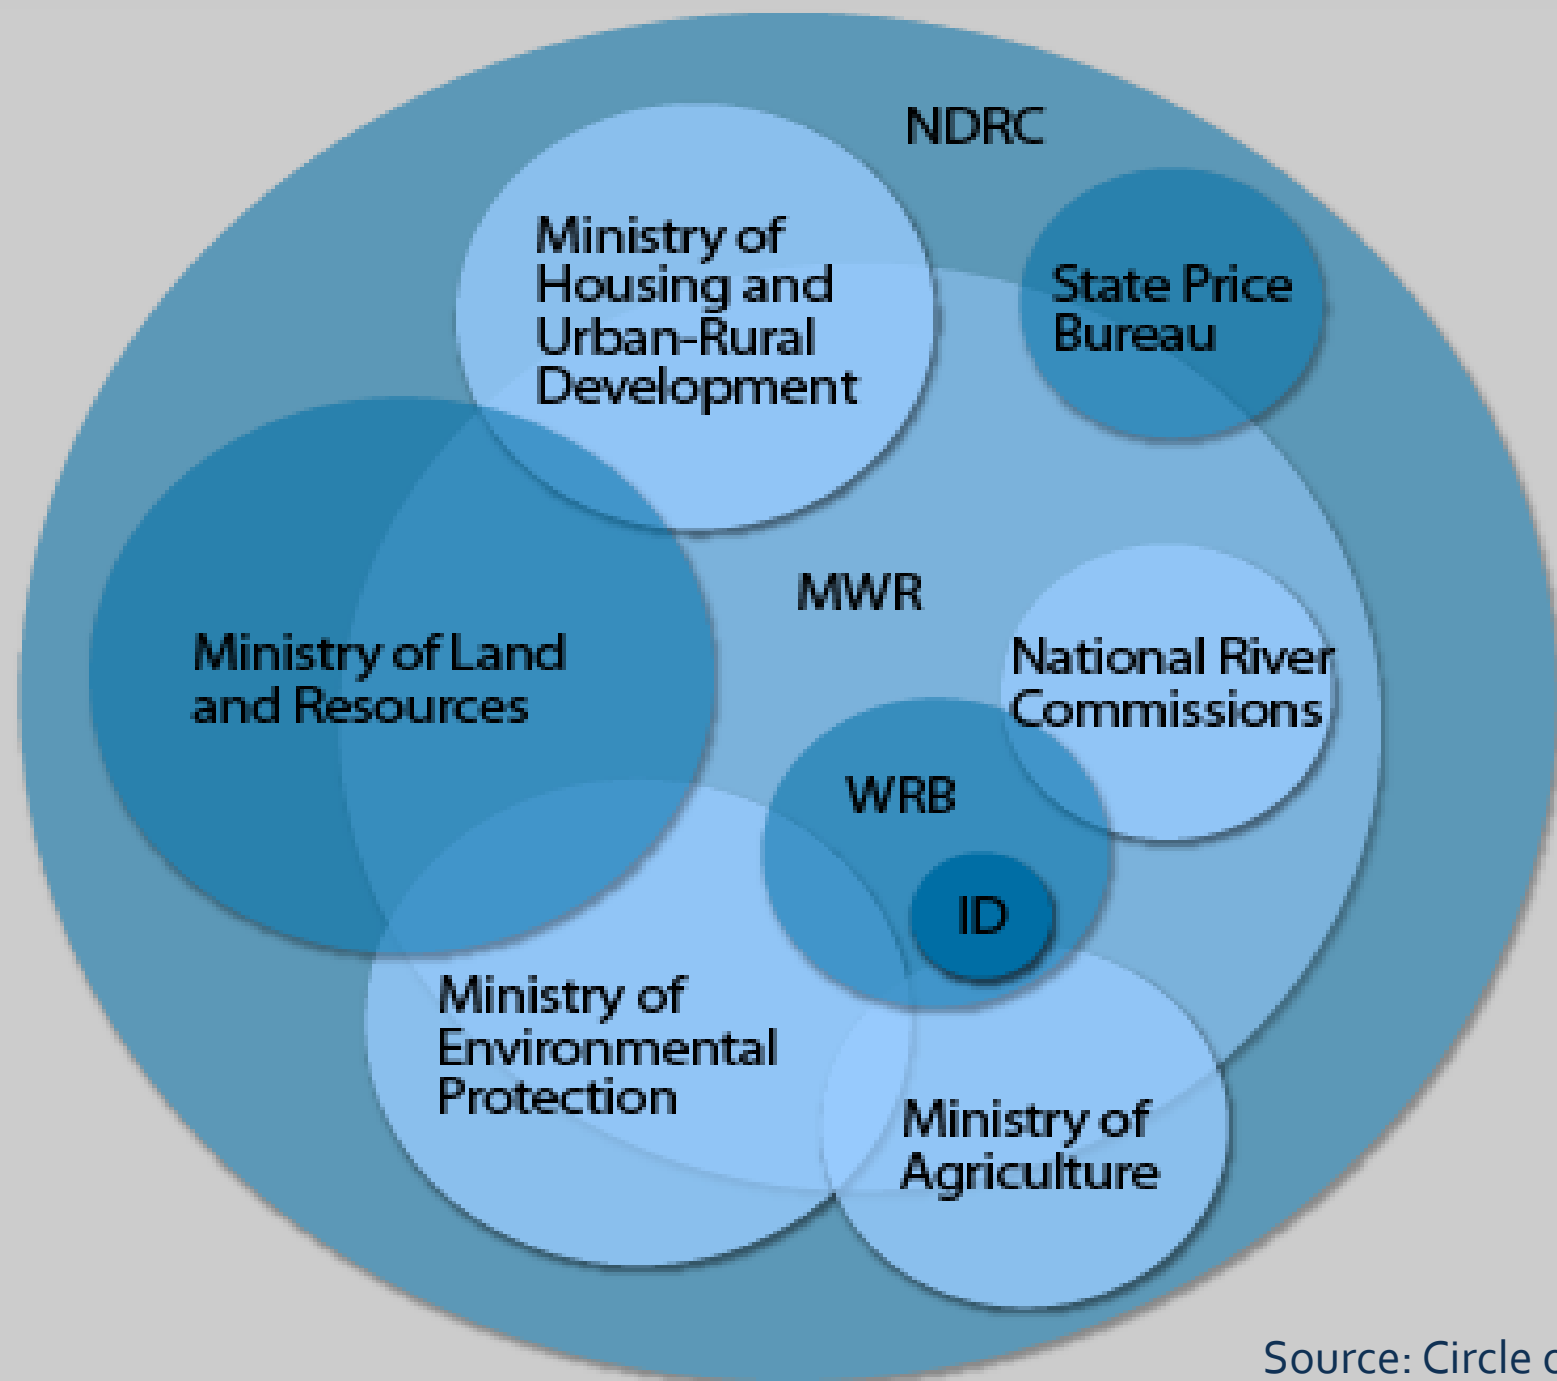 NDRC
Ministry of
Housing and
Urban-Rural
Development
State Price
Bureau
MWR
Ministry of Land
and Resources
National River
Commissions
WRB
ID
Ministry of
Environmental
Protection
Ministry of
Agriculture
Source: Circle